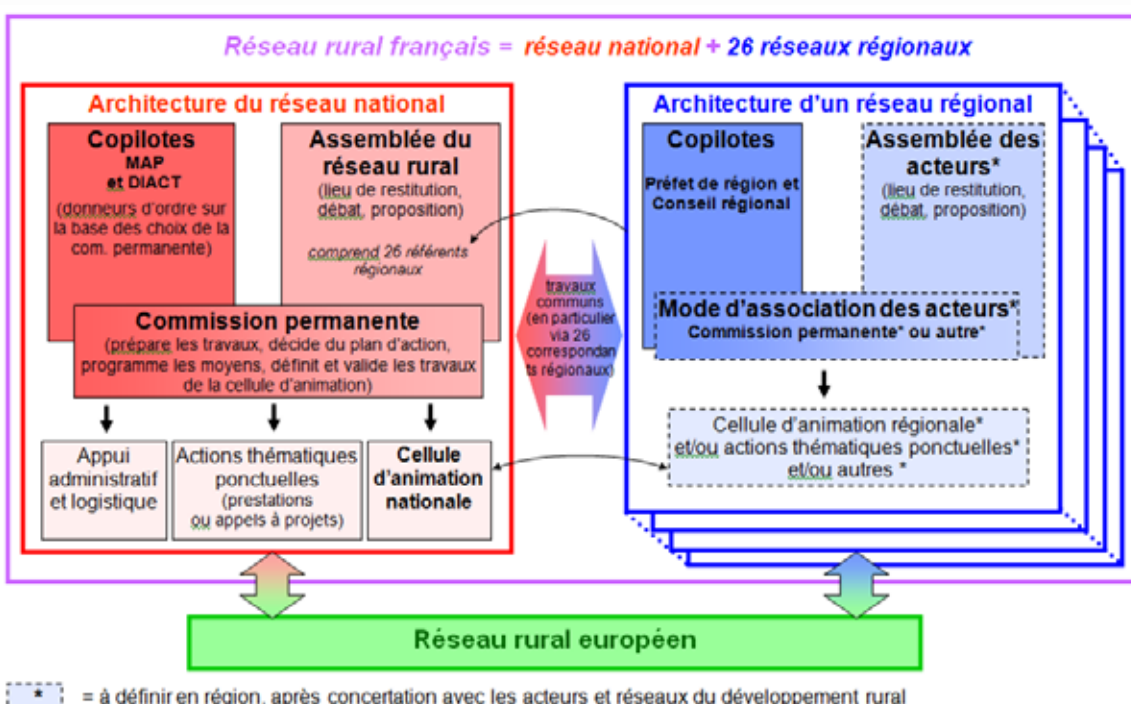 Réseau rural français = réseau national + 26 réseaux régionaux
Architecture du réseau national
Copilotes
MAP
et DIACT
(donneurs d'ordre sur
la base des choix de la
com. permanente)
Assemblée du
réseau rural
(lieu de restitution,
débat, proposition)
comprend 26 référents
régionaux
Commission permanente
(prépare les travaux, décide du plan d'action,
programme les moyens, définit et valide les travaux
de la cellule d'animation)
Appui
administratif
et logistique
Actions thématiques
ponctuelles
(prestations
ou appels à projets)
Cellule
d'animation
nationale
travaux
communs
(en particulier
via 26
correspondan
ts régionaux)
Architecture d'un réseau régional
Copilotes
Préfet de région et
Conseil régional
Assemblée des
acteurs*
(lieu de restitution,
débat, proposition)
Mode d'association des acteurs*
Commission permanente* ou autre*
Cellule d'animation régionale*
et/ou actions thématiques ponctuelles*
et/ou autres *
Réseau rural européen
* = à définir en région, après concertation avec les acteurs et réseaux du développement rural